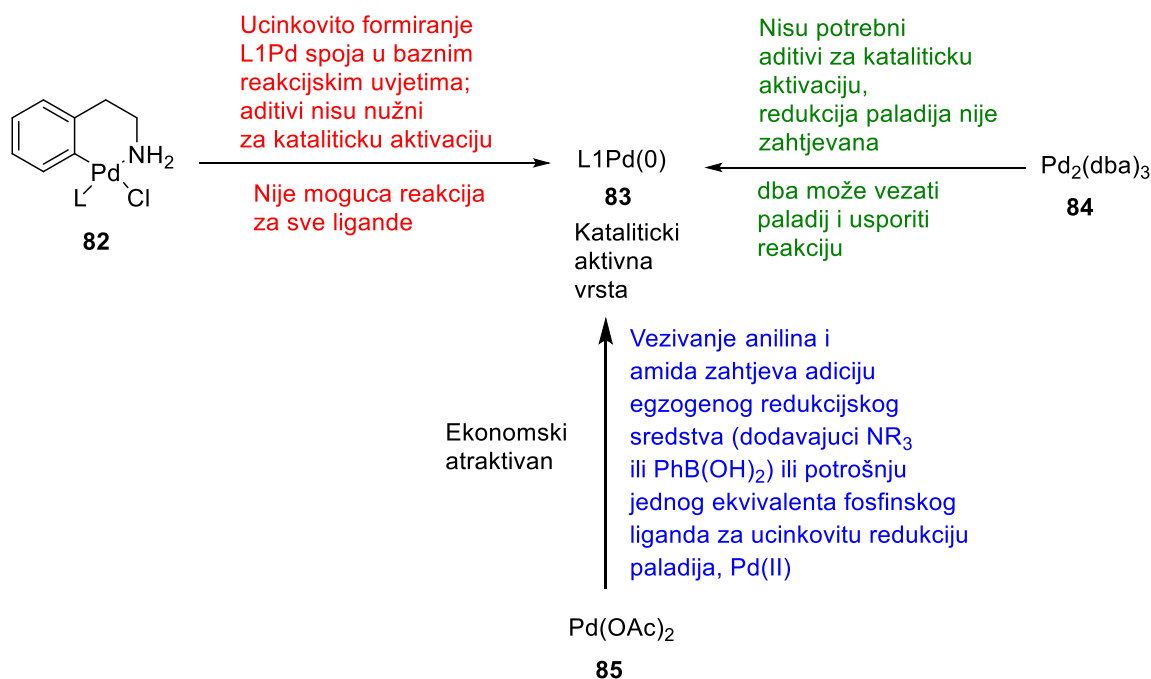 Ucinkovito formiranje
L1Pd spoja u baznim
reakcijskim uvjetima;
aditivi nisu nužni
za kataliticku aktivaciju
Nije moguca reakcija
za sve ligande
NH2
Pd
L
Cl
82
L1Pd(0)
83
Kataliticki
aktivna
vrsta
Nisu potrebni
aditivi za kataliticku
aktivaciju,
redukcija paladija nije
zahtjevana
dba može vezati
paladij i usporiti
reakciju
Pd2(dba)3
84
Ekonomski
atraktivan
Vezivanje anilina i
amida zahtjeva adiciju
egzogenog redukcijskog
sredstva (dodavajuci NR3
ili PhB(OH)2) ili potrošnju
jednog ekvivalenta fosfinskog
liganda za ucinkovitu redukciju
paladija, Pd(II)
Pd(OAc)2
85